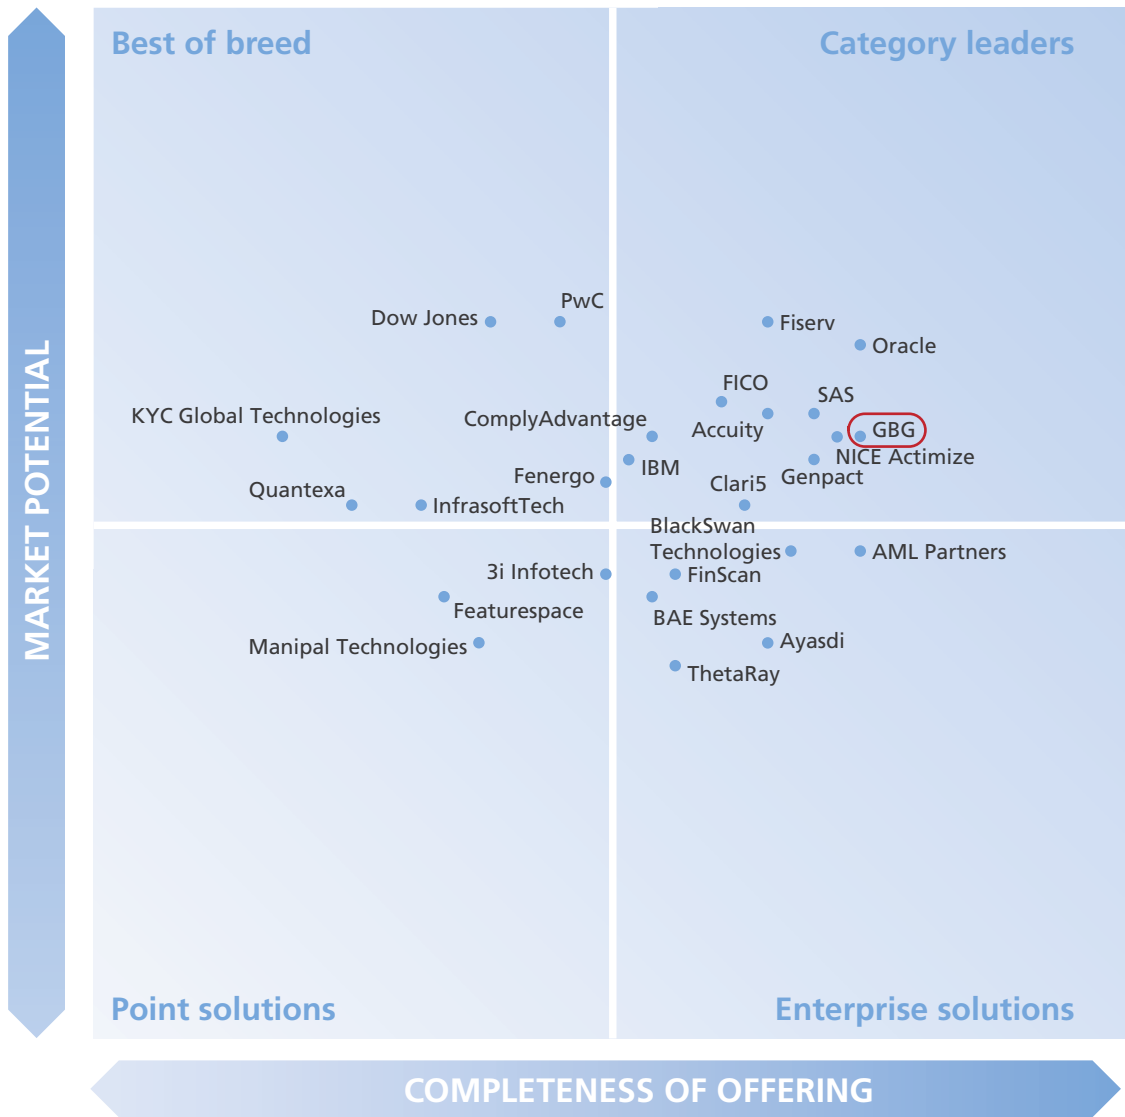 Best of breed
Category leaders
PwC
Dow Jones
Fiserv
Oracle
FICO
SAS
KYC Global Technologies
ComplyAdvantage
Accuity
GBG
NICE Actimize
IBM
Fenergo
Genpact
Clari5
Quantexa
InfrasoftTech
BlackSwan
Technologies
AML Partners
3i Infotech
FinScan
Featurespace
BAE Systems
Manipal Technologies
Ayasdi
ThetaRay
Point solutions
Enterprise solutions
MARKET POTENTIAL
COMPLETENESS OF OFFERING